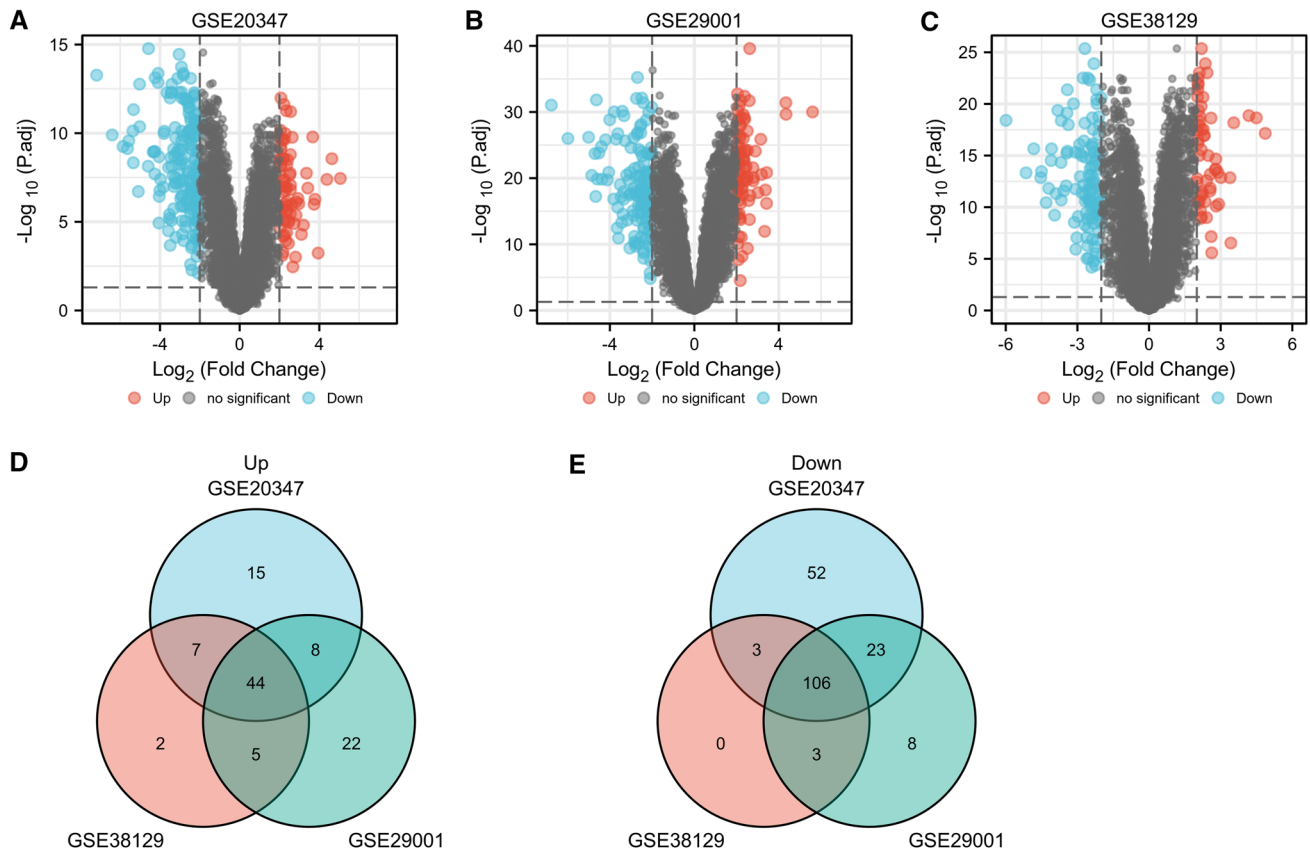 A
GSE20347
-Log 10 (P.adj)
15
10
5
0
-4
0
4
Log2 (Fold Change)
Up
no significant
Down
B
GSE29001
-Log 10 (P.adj)
40
30
20
10
0
-4
0
4
Log2 (Fold Change)
Up
no significant
Down
C
GSE38129
-Log 10 (P.adj)
25
20
15
10
5
0
-6
-3
0
3
6
Log2 (Fold Change)
Up
no significant
Down
D
Up
GSE20347
15
7
8
44
2
5
22
GSE38129
GSE29001
E
Down
GSE20347
52
3
23
106
0
3
8
GSE38129
GSE29001